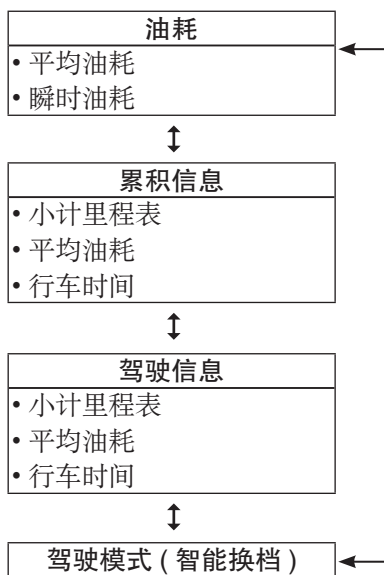 油耗
• 平均油耗
• 瞬时油耗
累积信息
• 小计里程表
• 平均油耗
• 行车时间
驾驶信息
• 小计里程表
• 平均油耗
• 行车时间
驾驶模式 ( 智能换档 )